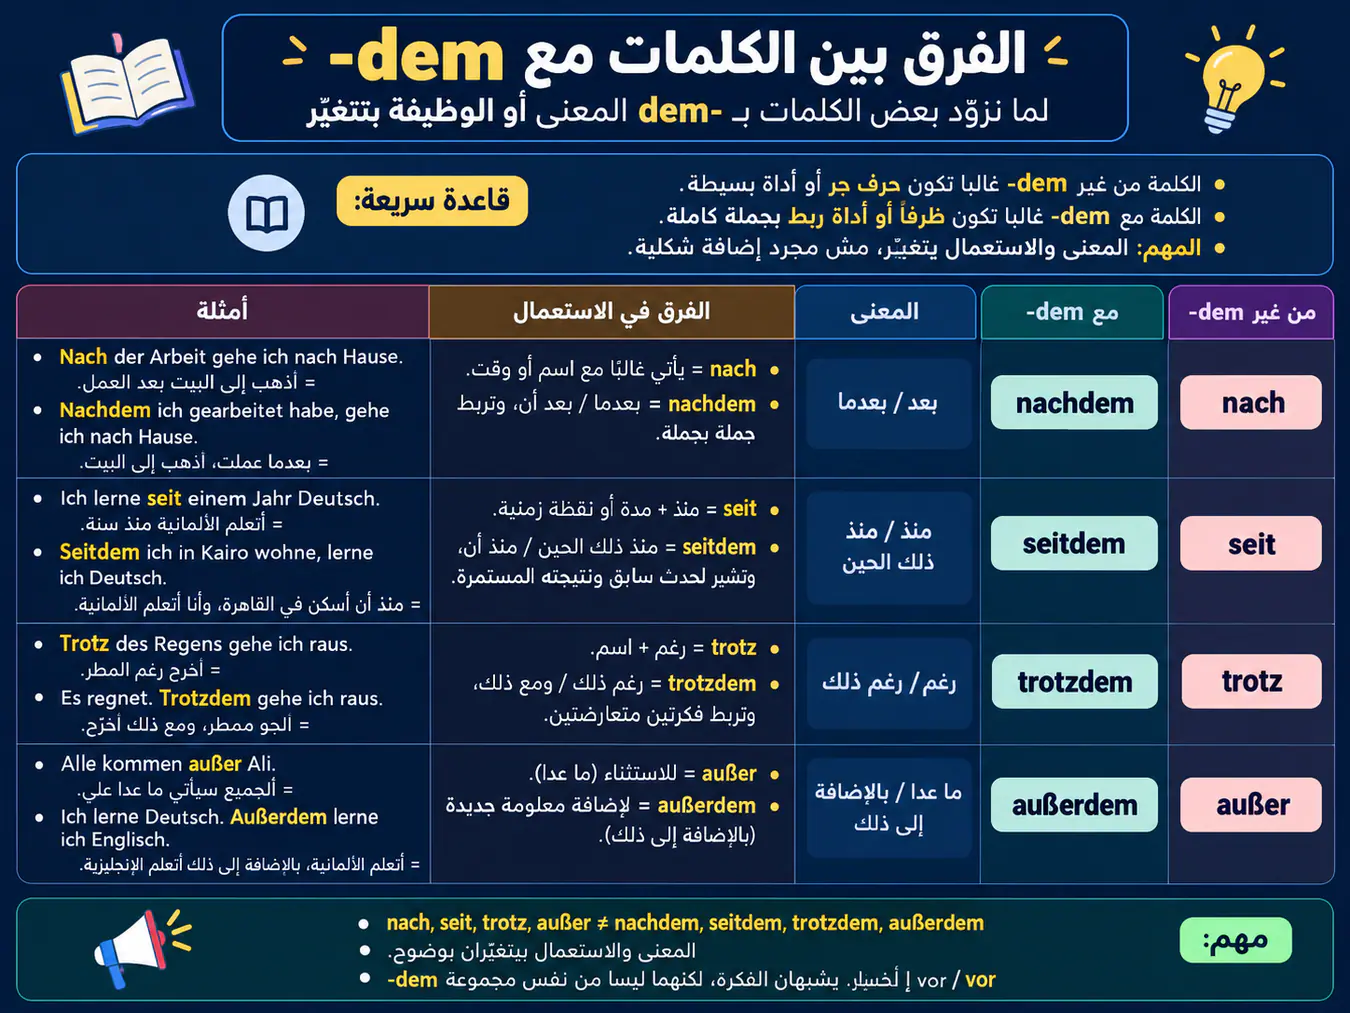 الفرق بين الكلمات مع dem-
لما نزوّد بعض الكلمات بـ dem- المعنى أو الوظيفة بتتغيّر
قاعدة سريعة:
• الكلمة من غير dem- غالبا تكون حرف جر أو أداة بسيطة.
• الكلمة مع dem- غالبا تكون ظرفاً أو أداة ربط بجملة كاملة.
• المهم: المعنى والاستعمال يتغيّر، مش مجرد إضافة شكلية.
من غير dem-
مع dem-
المعنى
الفرق في الاستعمال
أمثلة
nach
nachdem
بعد / بعدما
• nach = يأتي غالبًا مع اسم أو وقت.
• nachdem = بعدما / بعد أن، وتربط
جملة بجملة.
• Nach der Arbeit gehe ich nach Hause.
= أذهب إلى البيت بعد العمل.
• Nachdem ich gearbeitet habe, gehe
ich nach Hause.
= بعدما عملت، أذهب إلى البيت.
seit
seitdem
منذ / منذ
ذلك الحين
• seit = منذ + مدة أو نقظة زمنية.
• seitdem = منذ ذلك الحين / منذ أن،
وتشير لحدث سابق ونتيجته المستمرة.
• Ich lerne seit einem Jahr Deutsch.
= أتعلم الألمانية منذ سنة.
• Seitdem ich in Kairo wohne, lerne
ich Deutsch.
= منذ أن أسكن في القاهرة، وأنا أتعلم الألمانية.
trotz
trotzdem
رغم / رغم ذلك
• trotz = رغم + اسم.
• trotzdem = رغم ذلك / ومع ذلك،
وتربط فكرتين متعارضتين.
• Trotz des Regens gehe ich raus.
= أخرج رغم المطر.
• Es regnet. Trotzdem gehe ich raus.
= ألجو ممطر، ومع ذلك أخرّج.
außer
außerdem
ما عدا / بالإضافة
إلى ذلك
• außer = للاستثناء (ما عدا).
• außerdem = لإضافة معلومة جديدة
(بالإضافة إلى ذلك).
• Alle kommen außer Ali.
= ألجميع سيأتي ما عدا علي.
• Ich lerne Deutsch. Außerdem lerne
ich Englisch.
= أتعلم الألمانية، بالإضافة إلى ذلك أتعلم الإنجليزية.
مهم:
• nach, seit, trotz, außer ≠ nachdem, seitdem, trotzdem, außerdem
• المعنى والاستعمال بيتغيّران بوضوح.
• vor / vor يشبهان الفكرة، لكنهما ليسا من نفس مجموعة dem-